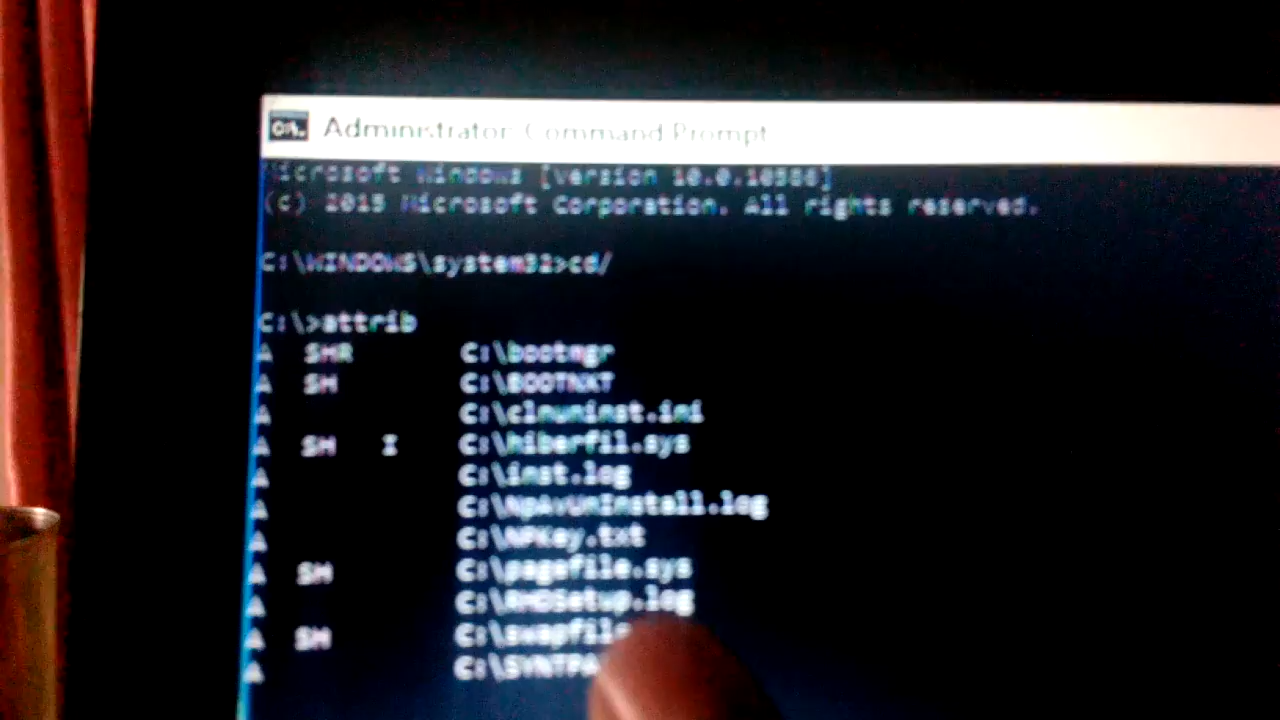 Administrator: Command Prompt
Microsoft Windows [Version 10.0.10586]
(c) 2015 Microsoft Corporation. All rights reserved.
C:\WINDOWS\system32>cd/
C:\>attrib
A SHR C:\bootmgr
A SH C:\BOOTNXT
A C:\clnuninst.ini
A SH I C:\hiberfil.sys
A C:\inst.log
A C:\NpAvUnInstall.log
A C:\NPKey.txt
A SH C:\pagefile.sys
A C:\RHDSetup.log
A SH C:\swapfile
A C:\SYNTPA